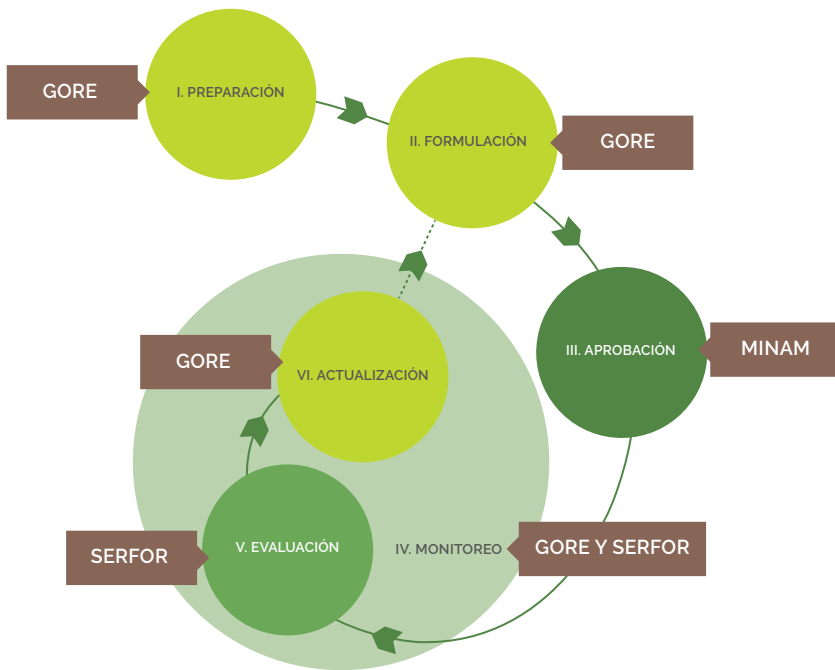 GORE
I. PREPARACIÓN
II. FORMULACIÓN
GORE
III. APROBACIÓN
MINAM
GORE
VI. ACTUALIZACIÓN
SERFOR
V. EVALUACIÓN
IV. MONITOREO
GORE Y SERFOR